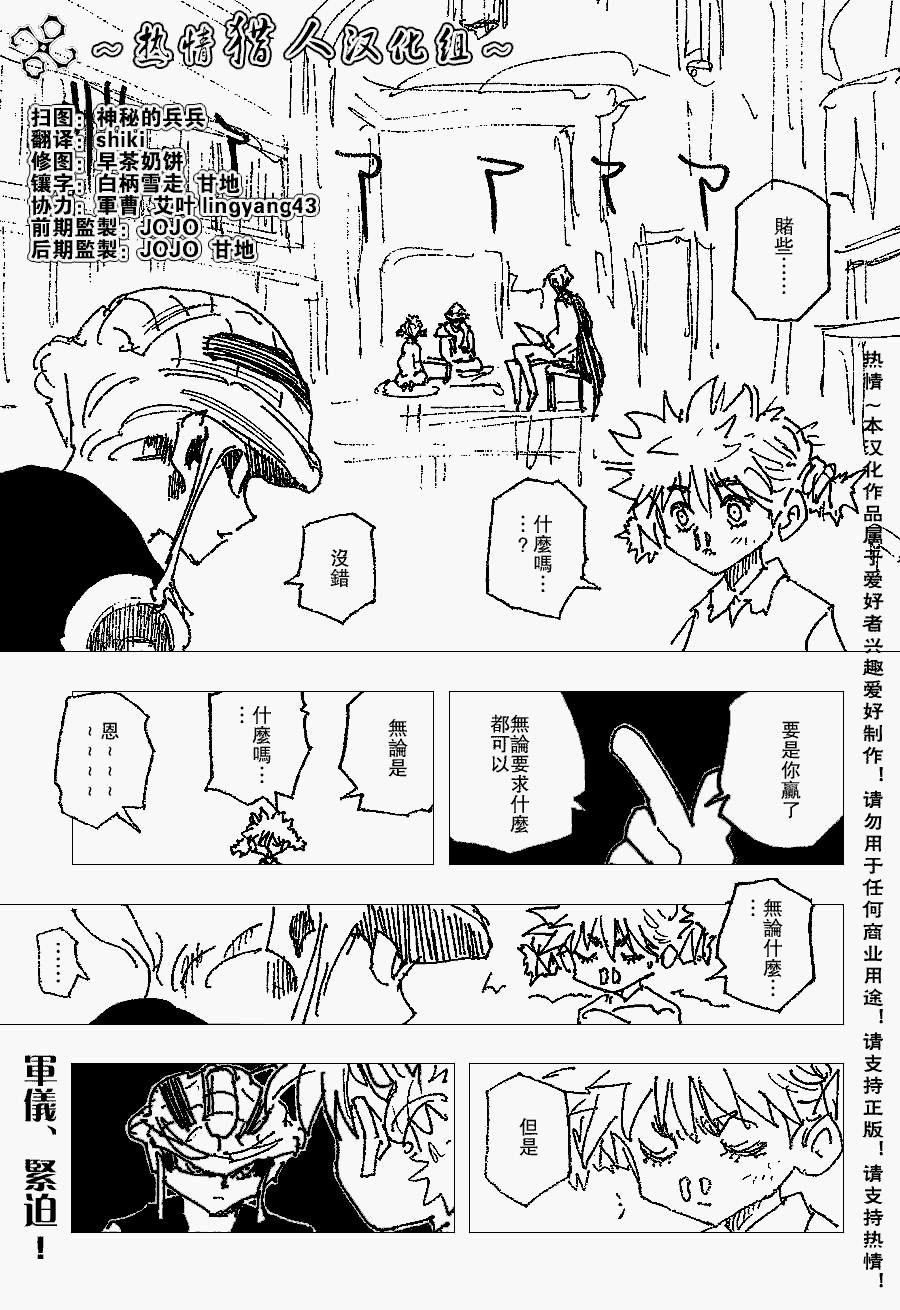 ~热情猎人汉化组~
扫图：神秘的兵兵
翻译：shiki
修图：早茶奶饼
镶字：白柄雪走 甘地
协力：軍曹 艾叶 lingyang43
前期監製：JOJO
后期監製：JOJO 甘地
賭些……
什麼嗎…
…?
沒錯
要是你贏了
無論要求什麼
都可以
無論是
什麼嗎…
…
恩~~
~~~~
無論什麼…
…
……
但是
軍儀、緊迫！
热情~本汉化作品属于爱好者兴趣爱好制作！请勿用于任何商业用途！请支持正版！请支持热情！